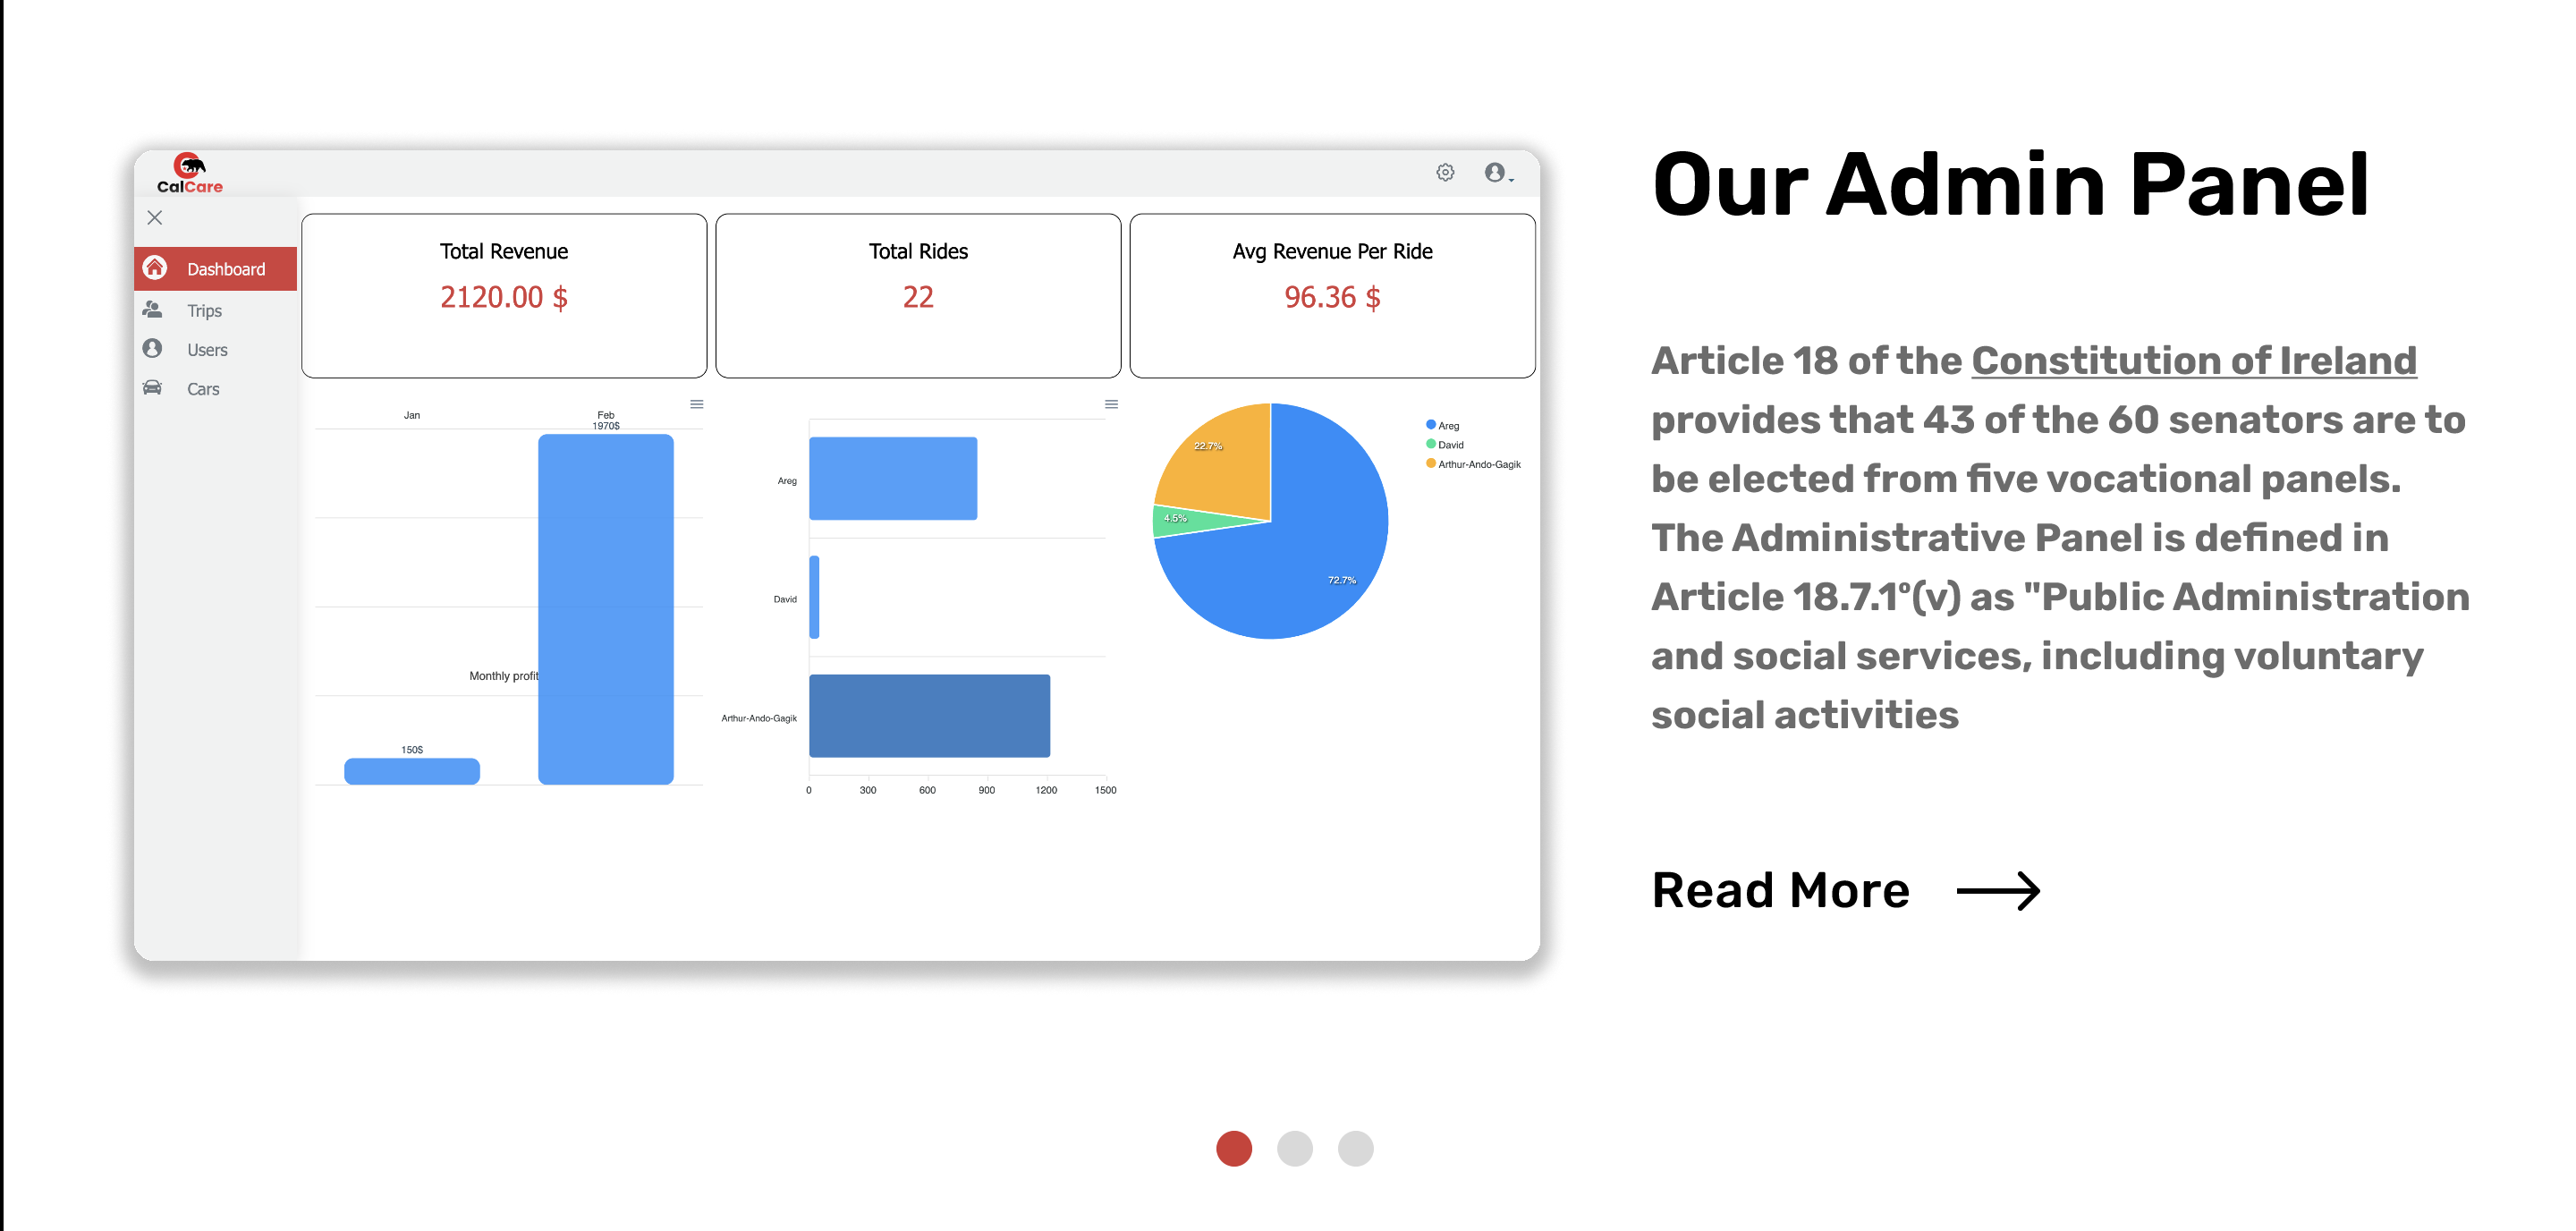 CalCare
Dashboard
Trips
Users
Cars
Total Revenue
2120.00 $
Total Rides
22
Avg Revenue Per Ride
96.36 $
Jan
Feb
1970$
Monthly profit
150$
Areg
David
Arthur-Ando-Gagik
0 300 600 900 1200 1500
22.7%
4.5%
72.7%
Areg
David
Arthur-Ando-Gagik
Our Admin Panel
Article 18 of the Constitution of Ireland
provides that 43 of the 60 senators are to
be elected from five vocational panels.
The Administrative Panel is defined in
Article 18.7.1°(v) as "Public Administration
and social services, including voluntary
social activities
Read More